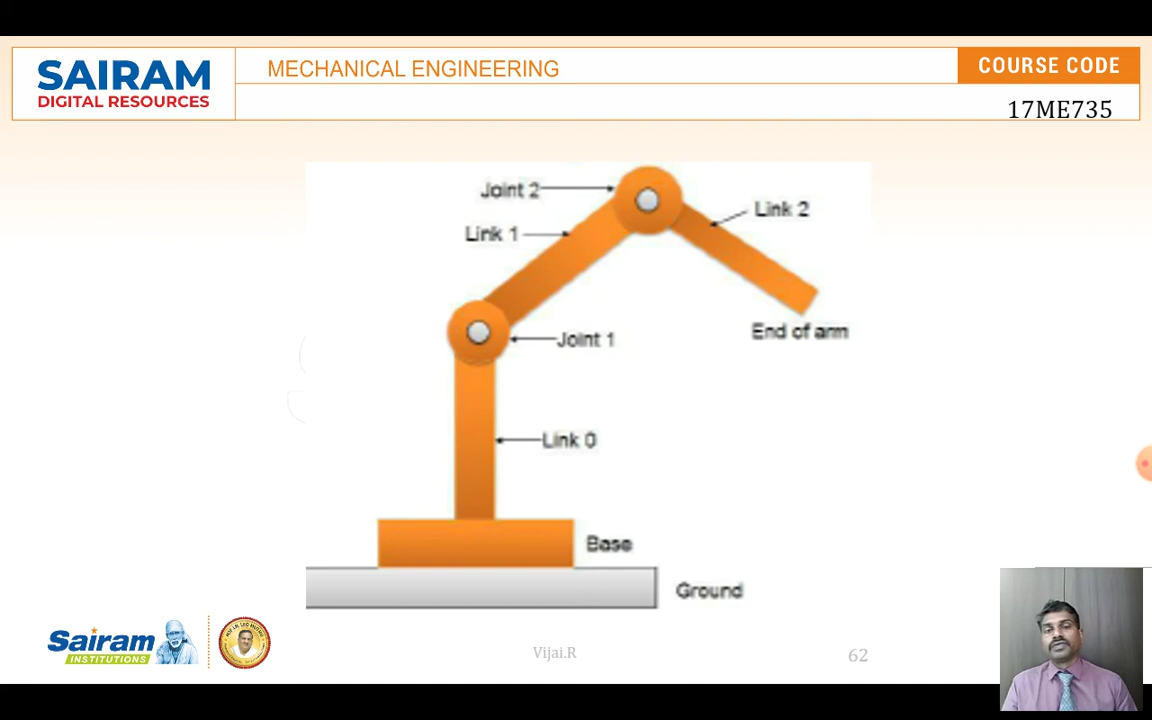 SAIRAM
DIGITAL RESOURCES
MECHANICAL ENGINEERING
COURSE CODE
17ME735
Joint 2
Link 2
Link 1
End of arm
Joint 1
Link 0
Base
Ground
Sairam
INSTITUTIONS
Vijai.R
62